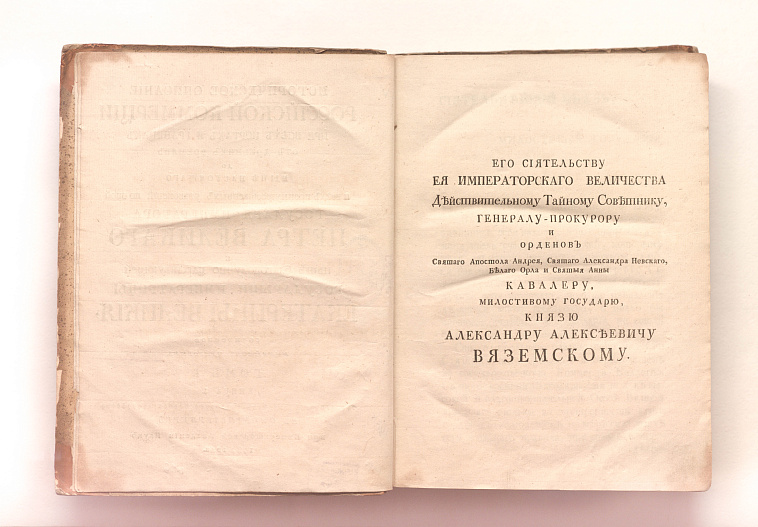 ЕГО СІЯТЕЛЬСТВУ
ЕЯ ИМПЕРАТОРСКАГО ВЕЛИЧЕСТВА
Дѣйствительному Тайному Совѣтнику,
ГЕНЕРАЛУ-ПРОКУРОРУ
И
ОРДЕНОВЪ
Святаго Апостола Андрея, Святаго Александра Невскаго,
Бѣлаго Орла и Святыя Анны
КАВАЛЕРУ,
МИЛОСТИВОМУ ГОСУДАРЮ,
КНЯЗЮ
АЛЕКСАНДРУ АЛЕКСѢЕВИЧУ
ВЯЗЕМСКОМУ.